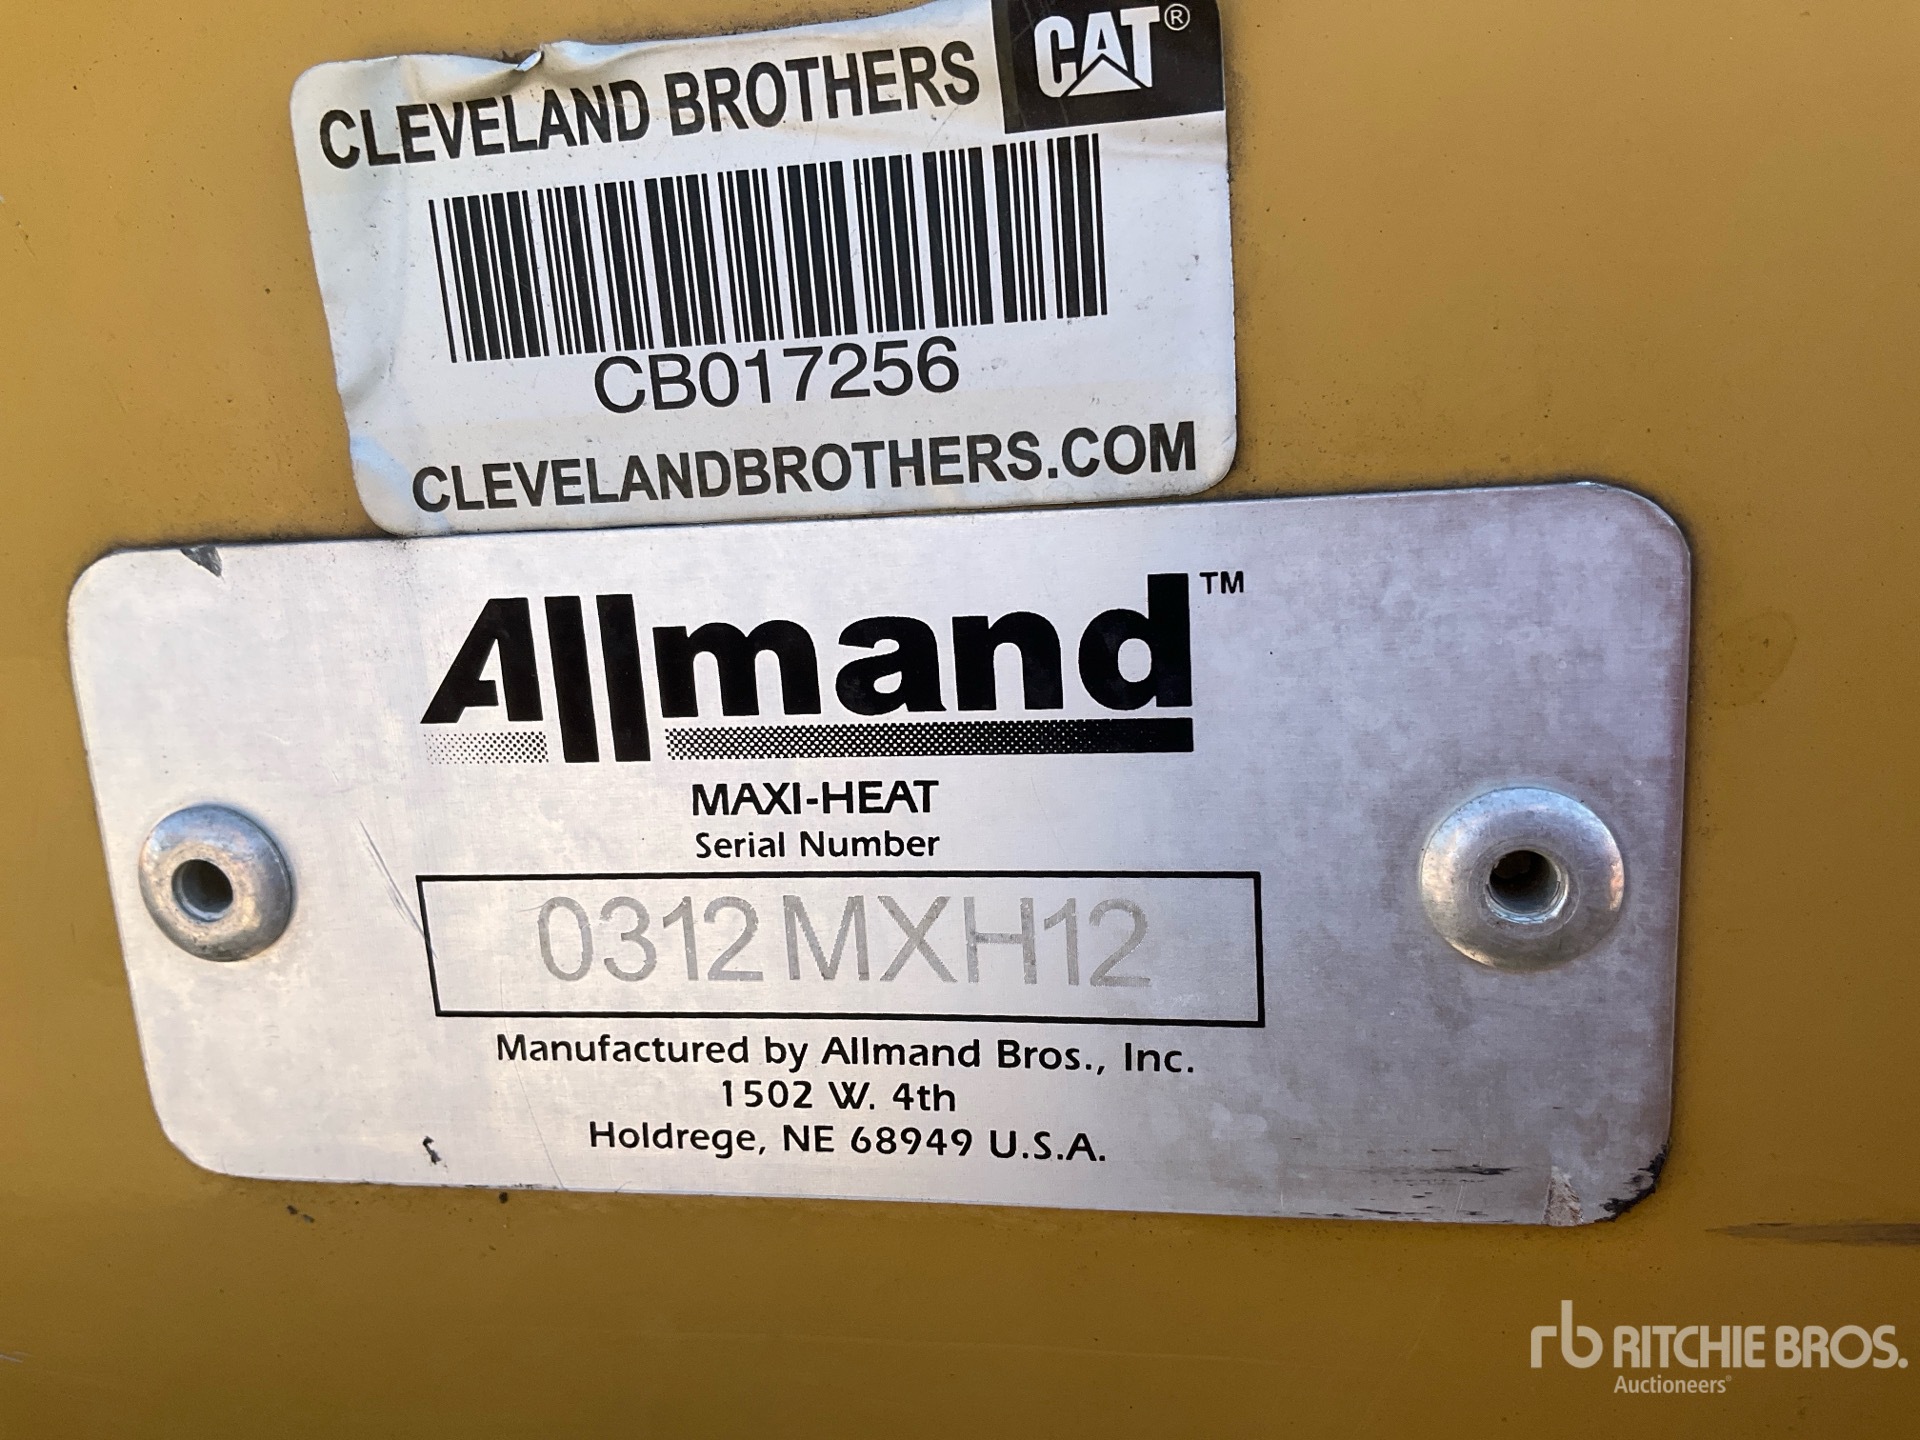 CLEVELAND BROTHERS CAT®
CB017256
CLEVELANDBROTHERS.COM
Allmand™
MAXI-HEAT
Serial Number
0312MXH12
Manufactured by Allmand Bros., Inc.
1502 W. 4th
Holdrege, NE 68949 U.S.A.
rb RITCHIE BROS.
Auctioneers®